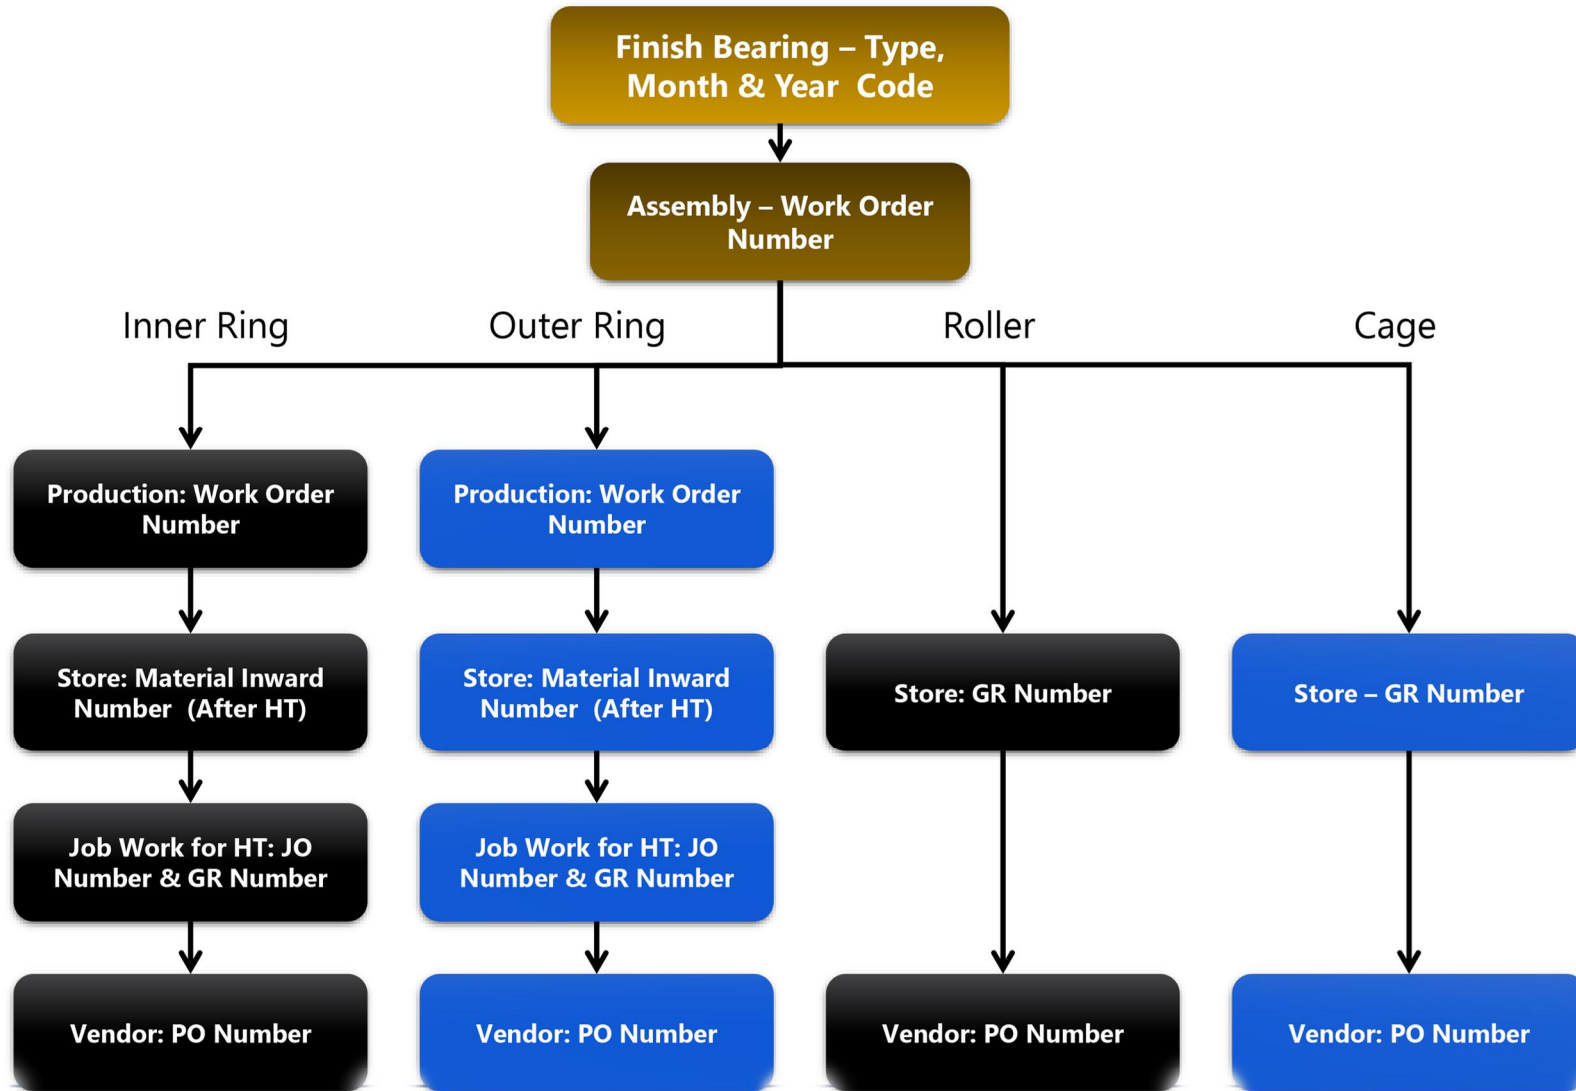 Finish Bearing – Type,
Month & Year Code
Assembly – Work Order
Number
Inner Ring
Outer Ring
Roller
Cage
Production: Work Order
Number
Production: Work Order
Number
Store: Material Inward
Number (After HT)
Store: Material Inward
Number (After HT)
Store: GR Number
Store – GR Number
Job Work for HT: JO
Number & GR Number
Job Work for HT: JO
Number & GR Number
Vendor: PO Number
Vendor: PO Number
Vendor: PO Number
Vendor: PO Number